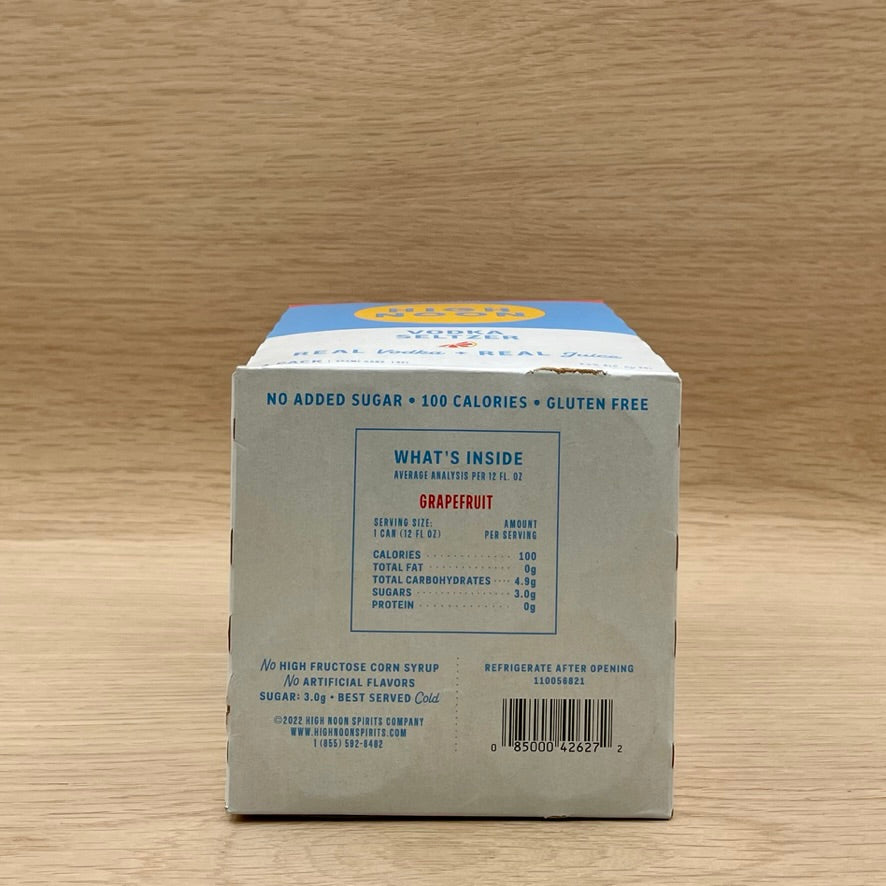 HIGH
NOON
VODKA
SELTZER
REAL Vodka + REAL Juice
PACK
NO ADDED SUGAR • 100 CALORIES • GLUTEN FREE
WHAT'S INSIDE
AVERAGE ANALYSIS PER 12 FL. OZ
GRAPEFRUIT
SERVING SIZE: AMOUNT
1 CAN (12 FL OZ) PER SERVING
CALORIES 100
TOTAL FAT 0g
TOTAL CARBOHYDRATES 4.9g
SUGARS 3.0g
PROTEIN 0g
No HIGH FRUCTOSE CORN SYRUP
No ARTIFICIAL FLAVORS
SUGAR: 3.0g • BEST SERVED Cold
©2022 HIGH NOON SPIRITS COMPANY
WWW.HIGHNOONSPIRITS.COM
1 (855) 592-8482
REFRIGERATE AFTER OPENING
110056821
0 85000 42627 2